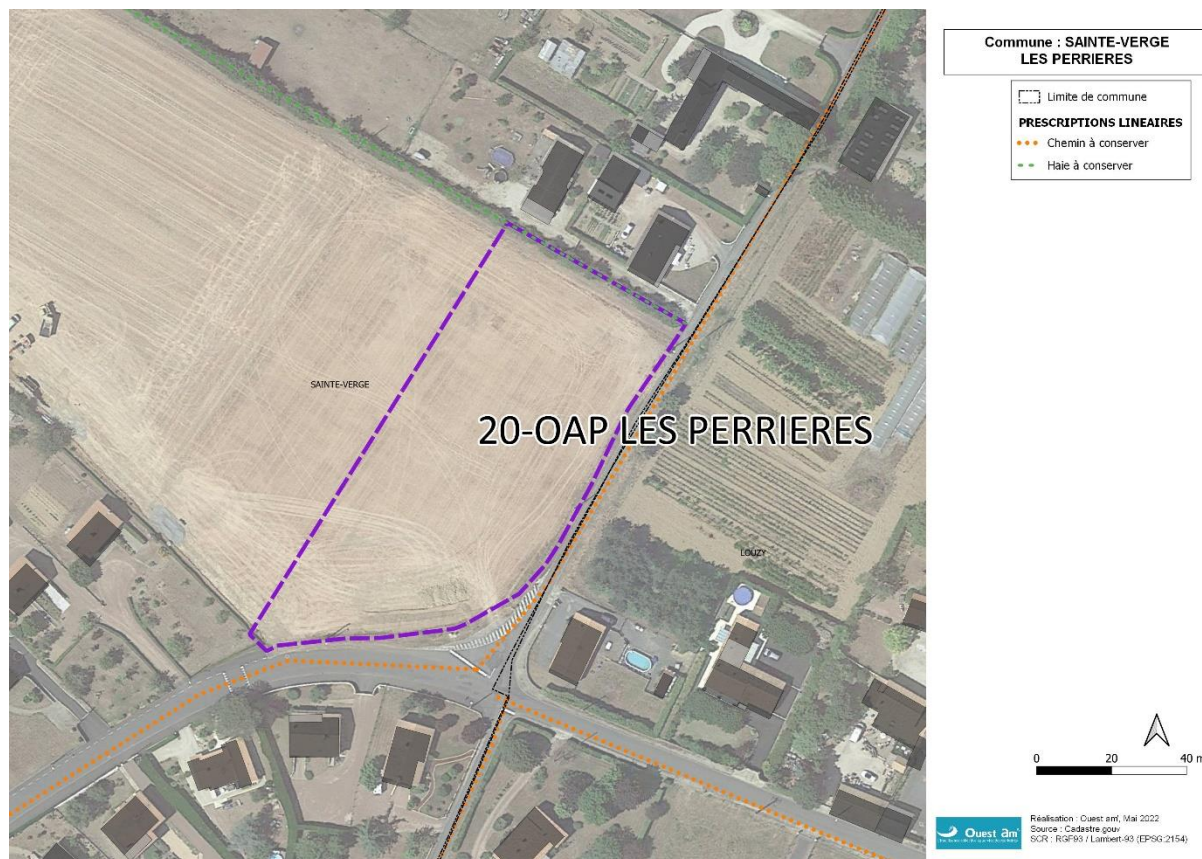 SAINTE-VERGE
20-OAP LES PERRIERES
LOUZY
Commune : SAINTE-VERGE
LES PERRIERES
Limite de commune
PRESCRIPTIONS LINEAIRES
Chemin à conserver
Haie à conserver
0 20 40 m
Ouest am'
Réalisation : Ouest am', Mai 2022
Source : Cadastre.gouv
SCR : RGF93 / Lambert-93 (EPSG:2154)